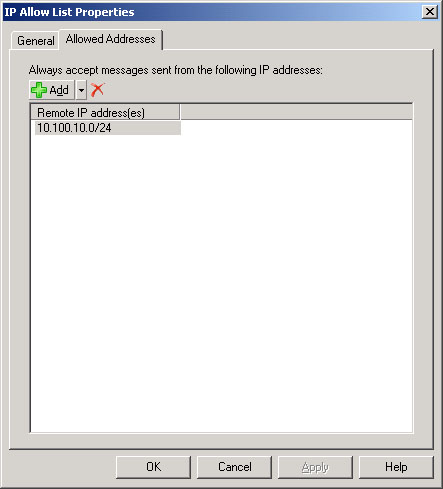 IP Allow List Properties
General
Allowed Addresses
Always accept messages sent from the following IP addresses:
Add
Remote IP address(es)
10.100.10.0/24
OK
Cancel
Apply
Help